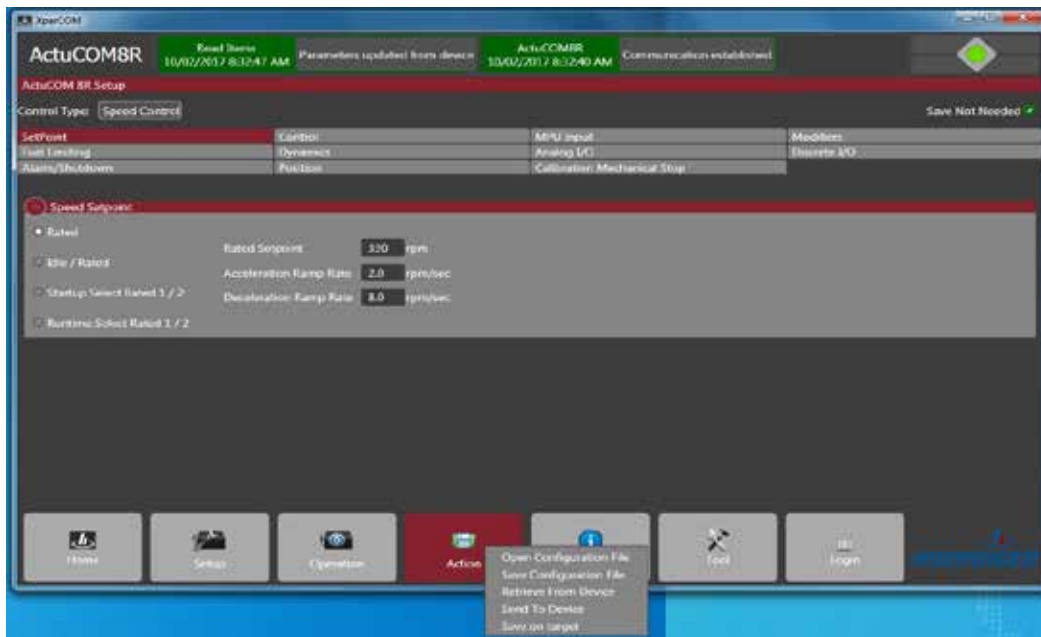 XparCOM
ActuCOM8R
Read Items
10/02/2017 8:32:47 AM
Parameters updated from device
ActuCOM8R
10/02/2017 8:32:40 AM
Communication established
ActuCOM 8R Setup
Control Type: Speed Control
Save Not Needed
SetPoint Control MPU Input Modifiers
Fuel Limiting Dynamics Analog I/O Discrete I/O
Alarm/Shutdown Position Calibration Mechanical Stop
Speed Setpoint
Rated
Rated Setpoint 320 rpm
Idle / Rated
Acceleration Ramp Rate 2.0 rpm/sec
Startup Select Rated 1 / 2
Deceleration Ramp Rate 8.0 rpm/sec
Runtime Select Rated 1 / 2
Home Setup Operation Action Tool Login
Open Configuration File
Save Configuration File
Retrieve From Device
Send To Device
Save on target